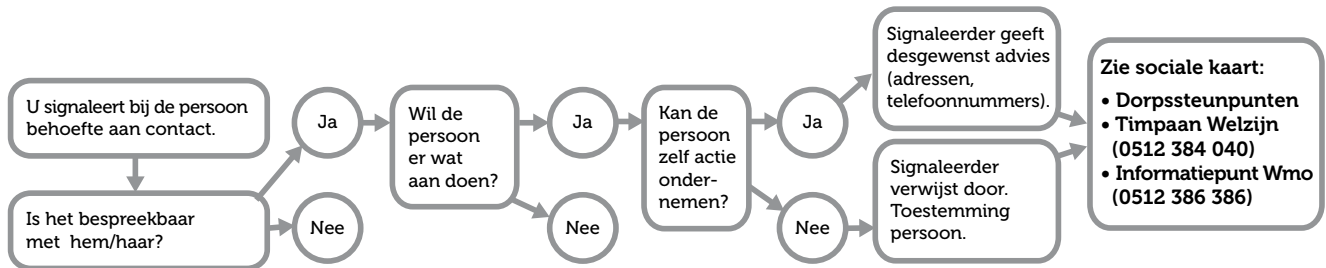 U signaleert bij de persoon
behoefte aan contact.
Is het bespreekbaar
met hem/haar?
Ja
Nee
Wil de
persoon
er wat
aan doen?
Ja
Nee
Kan de
persoon
zelf actie
onder-
nemen?
Ja
Nee
Signaleerder geeft
desgewenst advies
(adressen,
telefoonnummers).
Signaleerder
verwijst door.
Toestemming
persoon.
Zie sociale kaart:
• Dorpssteunpunten
• Timpaan Welzijn
(0512 384 040)
• Informatiepunt Wmo
(0512 386 386)